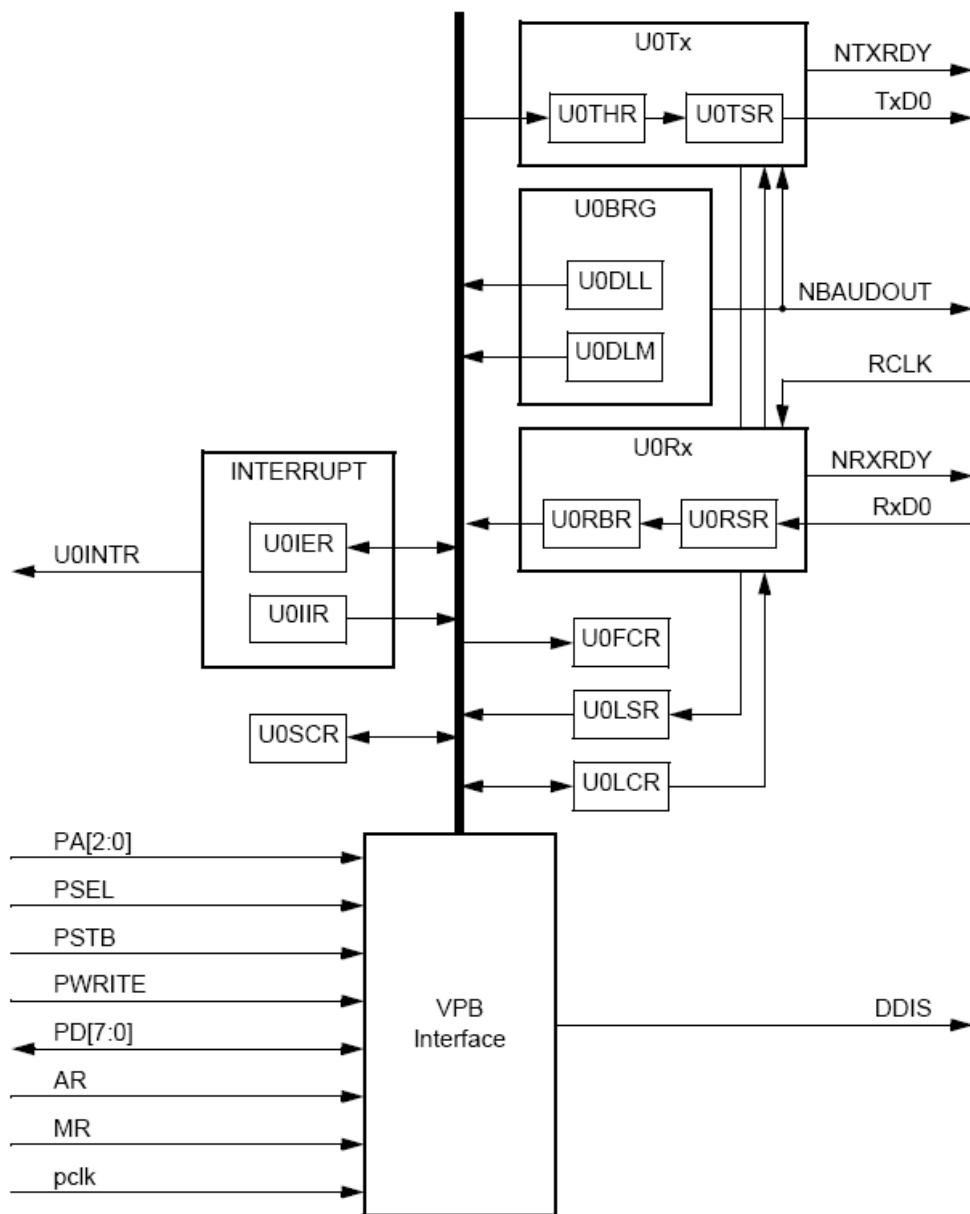 U0Tx
NTXRDY
U0THR
U0TSR
TxD0
U0BRG
U0DLL
NBAUDOUT
U0DLM
RCLK
U0Rx
NRXRDY
INTERRUPT
U0RBR
U0RSR
RxD0
U0IER
U0INTR
U0IIR
U0FCR
U0LSR
U0SCR
U0LCR
PA[2:0]
PSEL
PSTB
PWRITE
VPB
Interface
DDIS
PD[7:0]
AR
MR
pclk